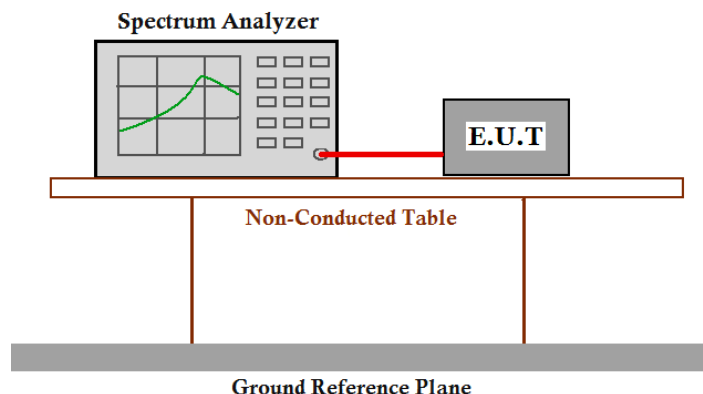 Spectrum Analyzer
E.U.T
Non-Conducted Table
Ground Reference Plane